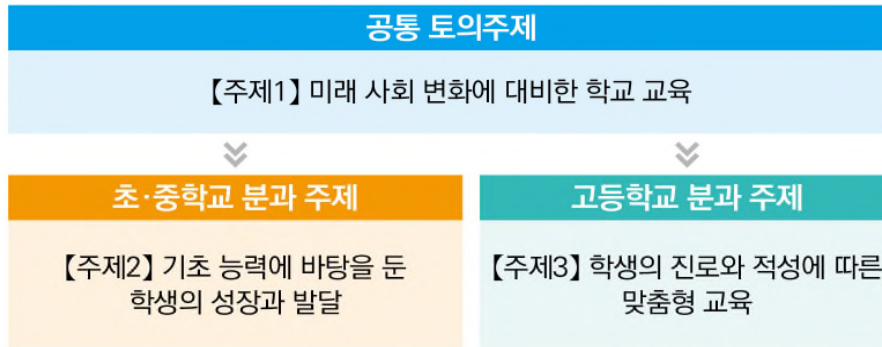 공통 토의주제
【주제1】 미래 사회 변화에 대비한 학교 교육
초·중학교 분과 주제
【주제2】 기초 능력에 바탕을 둔
학생의 성장과 발달
고등학교 분과 주제
【주제3】 학생의 진로와 적성에 따른
맞춤형 교육